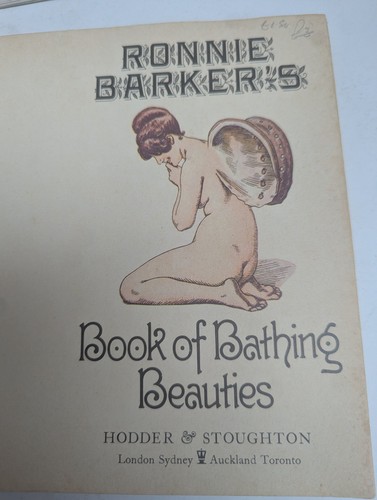 RONNIE
BARKER'S
Book of Bathing
Beauties
HODDER & STOUGHTON
London Sydney Auckland Toronto